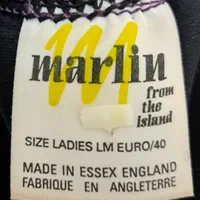 marlin
from
the
island
SIZE LADIES LM EURO/40
MADE IN ESSEX ENGLAND
FABRIQUE EN ANGLETERRE